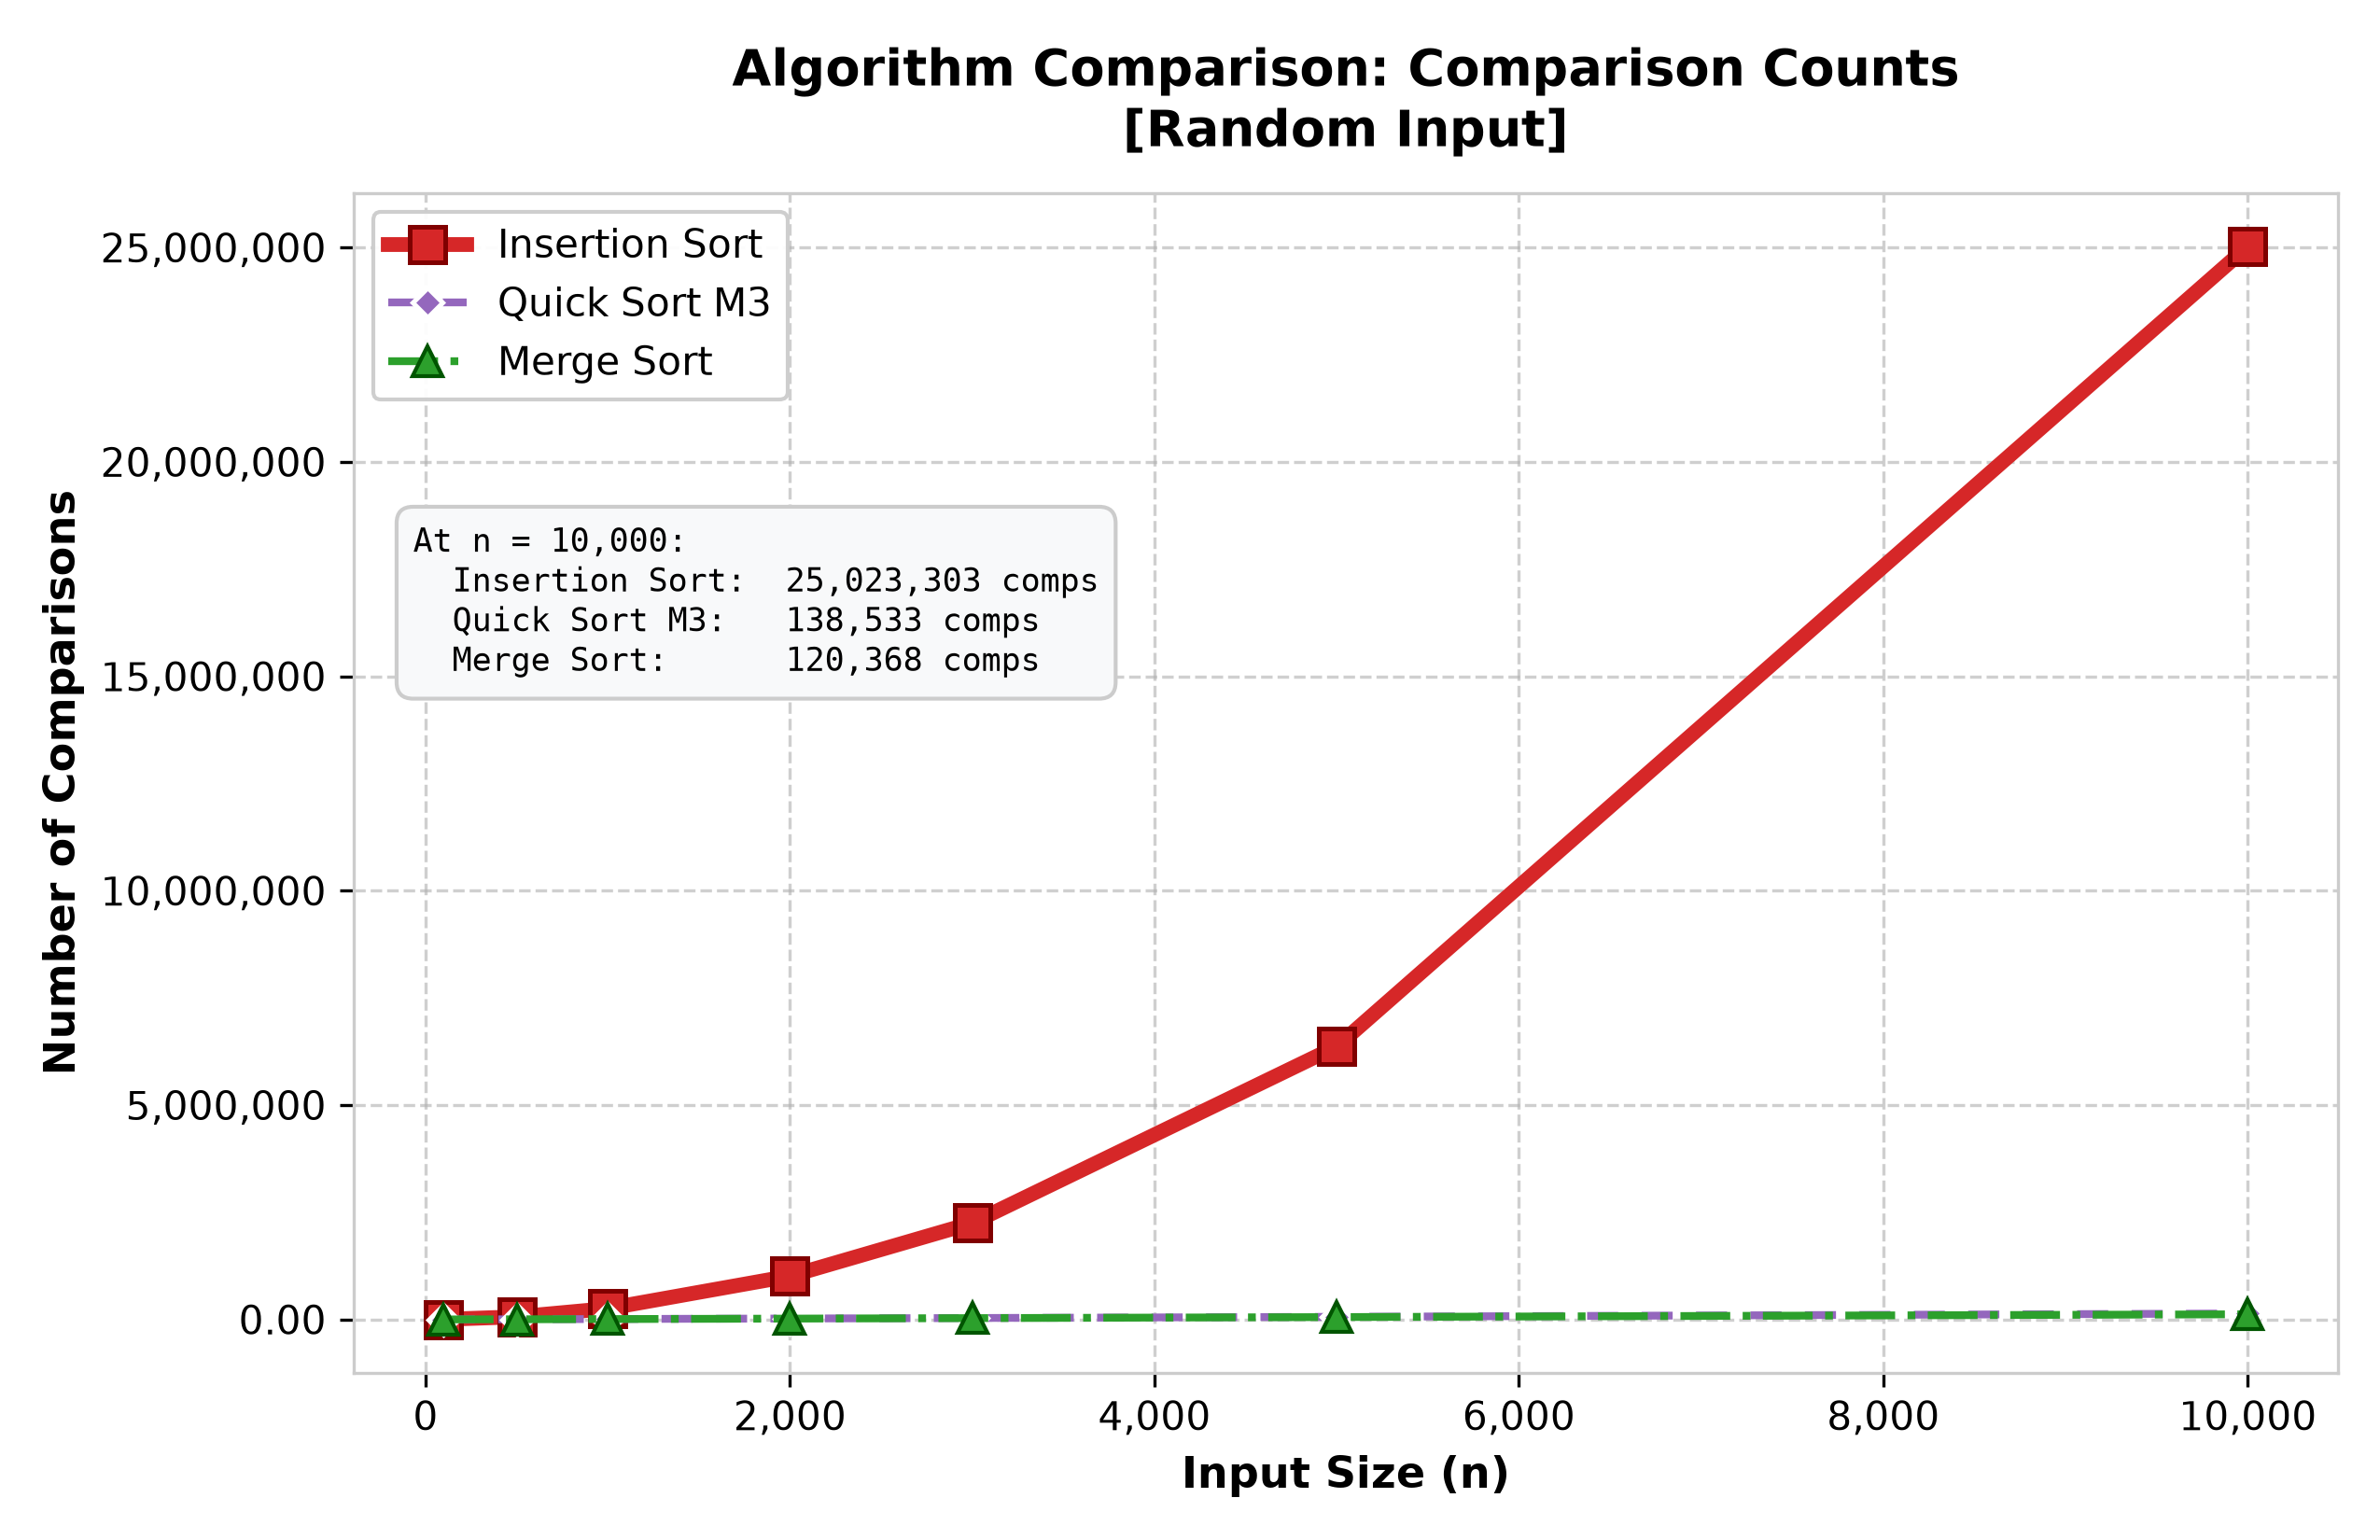 Algorithm Comparison: Comparison Counts
[Random Input]
Insertion Sort
Quick Sort M3
Merge Sort
At n = 10,000:
Insertion Sort: 25,023,303 comps
Quick Sort M3: 138,533 comps
Merge Sort: 120,368 comps
Number of Comparisons
25,000,000
20,000,000
15,000,000
10,000,000
5,000,000
0.00
0 2,000 4,000 6,000 8,000 10,000
Input Size (n)